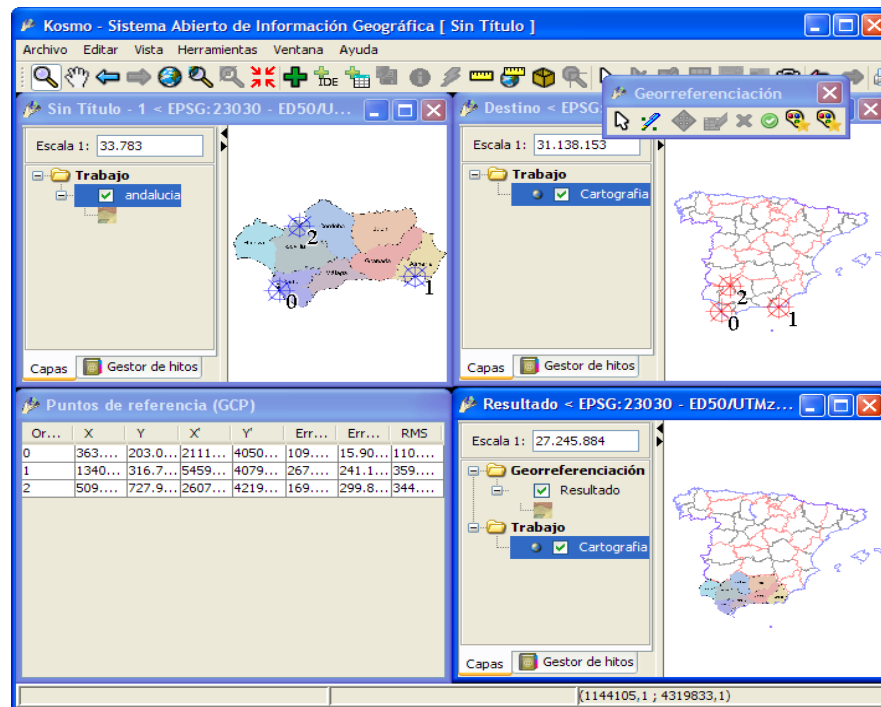 Kosmo - Sistema Abierto de Información Geográfica [ Sin Título ]
Archivo Editar Vista Herramientas Ventana Ayuda
IDE
Sin Título - 1 < EPSG:23030 - ED50/U...
Escala 1: 33.783
Trabajo
andalucia
Cordoba
Granada
Malaga
Almeria
2
0
1
Capas
Gestor de hitos
Destino < EPSG:
Georreferenciación
Escala 1: 31.138.153
Trabajo
Cartografia
2
0
1
Capas
Gestor de hitos
Puntos de referencia (GCP)
Or... X Y X' Y' Err... Err... RMS
0 363.... 203.0... 2111... 4050... 109.... 15.90... 110....
1 1340... 316.7... 5459... 4079... 267.... 241.1... 359....
2 509.... 727.9... 2607... 4219... 169.... 299.8... 344....
Resultado < EPSG:23030 - ED50/UTMz...
Escala 1: 27.245.884
Georreferenciación
Resultado
Trabajo
Cartografia
Capas
Gestor de hitos
(1144105,1 ; 4319833,1)